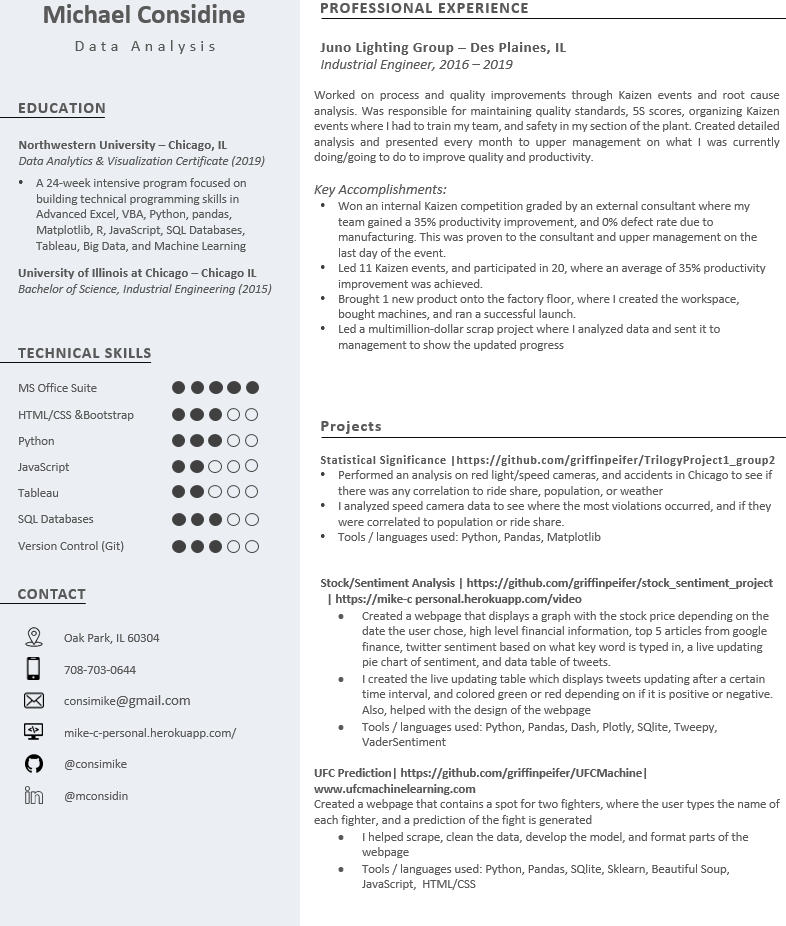 Michael Considine
Data Analysis
EDUCATION
Northwestern University – Chicago, IL
Data Analytics & Visualization Certificate (2019)
• A 24-week intensive program focused on
building technical programming skills in
Advanced Excel, VBA, Python, pandas,
Matplotlib, R, JavaScript, SQL Databases,
Tableau, Big Data, and Machine Learning
University of Illinois at Chicago – Chicago IL
Bachelor of Science, Industrial Engineering (2015)
TECHNICAL SKILLS
MS Office Suite
HTML/CSS &Bootstrap
Python
JavaScript
Tableau
SQL Databases
Version Control (Git)
CONTACT
Oak Park, IL 60304
708-703-0644
consimike@gmail.com
mike-c-personal.herokuapp.com/
@consimike
@mconsidin
PROFESSIONAL EXPERIENCE
Juno Lighting Group – Des Plaines, IL
Industrial Engineer, 2016 – 2019
Worked on process and quality improvements through Kaizen events and root cause
analysis. Was responsible for maintaining quality standards, 5S scores, organizing Kaizen
events where I had to train my team, and safety in my section of the plant. Created detailed
analysis and presented every month to upper management on what I was currently
doing/going to do to improve quality and productivity.
Key Accomplishments:
• Won an internal Kaizen competition graded by an external consultant where my
team gained a 35% productivity improvement, and 0% defect rate due to
manufacturing. This was proven to the consultant and upper management on the
last day of the event.
• Led 11 Kaizen events, and participated in 20, where an average of 35% productivity
improvement was achieved.
• Brought 1 new product onto the factory floor, where I created the workspace,
bought machines, and ran a successful launch.
• Led a multimillion-dollar scrap project where I analyzed data and sent it to
management to show the updated progress
Projects
Statistical Significance |https://github.com/griffinpeifer/TrilogyProject1_group2
• Performed an analysis on red light/speed cameras, and accidents in Chicago to see if
there was any correlation to ride share, population, or weather
• I analyzed speed camera data to see where the most violations occurred, and if they
were correlated to population or ride share.
• Tools / languages used: Python, Pandas, Matplotlib
Stock/Sentiment Analysis | https://github.com/griffinpeifer/stock_sentiment_project
| https://mike-c personal.herokuapp.com/video
• Created a webpage that displays a graph with the stock price depending on the
date the user chose, high level financial information, top 5 articles from google
finance, twitter sentiment based on what key word is typed in, a live updating
pie chart of sentiment, and data table of tweets.
• I created the live updating table which displays tweets updating after a certain
time interval, and colored green or red depending on if it is positive or negative.
Also, helped with the design of the webpage
• Tools / languages used: Python, Pandas, Dash, Plotly, SQlite, Tweepy,
VaderSentiment
UFC Prediction| https://github.com/griffinpeifer/UFCMachine|
www.ufcmachinelearning.com
Created a webpage that contains a spot for two fighters, where the user types the name of
each fighter, and a prediction of the fight is generated
• I helped scrape, clean the data, develop the model, and format parts of the
webpage
• Tools / languages used: Python, Pandas, SQlite, Sklearn, Beautiful Soup,
JavaScript, HTML/CSS